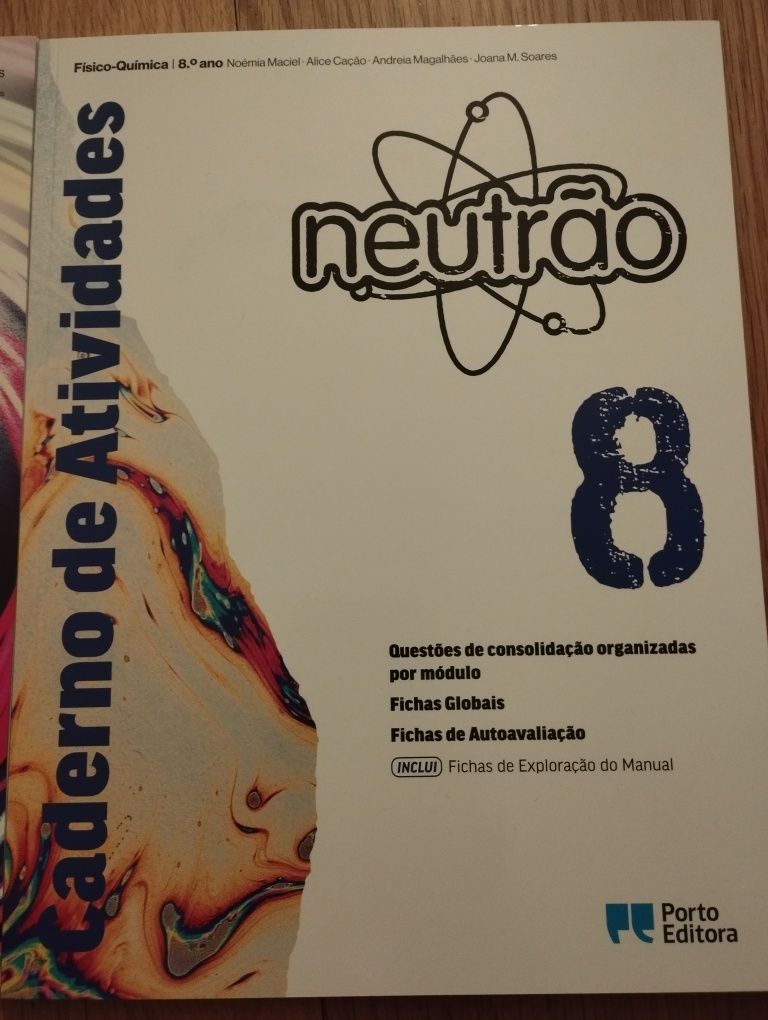 Físico-Química | 8.º ano Noémia Maciel · Alice Cação · Andreia Magalhães · Joana M. Soares
Caderno de Atividades
neutrão
8
Questões de consolidação organizadas
por módulo
Fichas Globais
Fichas de Autoavaliação
INCLUI Fichas de Exploração do Manual
Porto
Editora